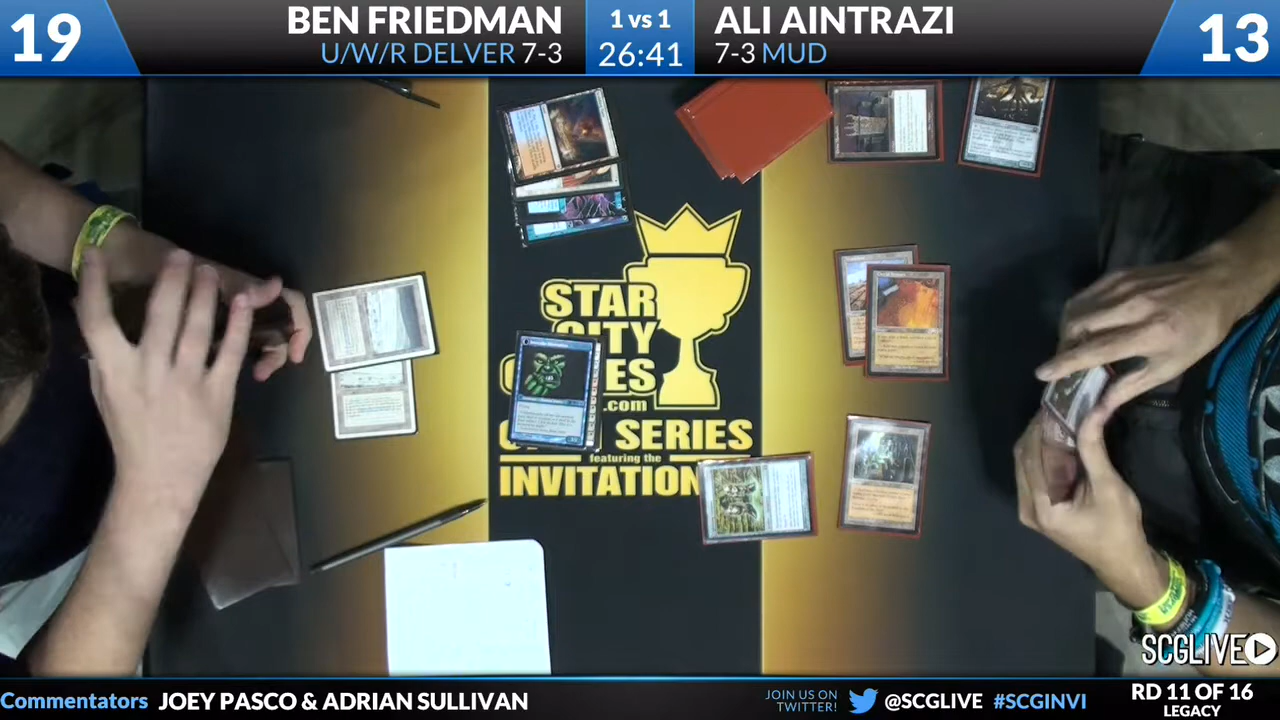 19
BEN FRIEDMAN
U/W/R DELVER 7-3
1 vs 1
26:41
ALI AINTRAZI
7-3 MUD
13
STAR
CITY
ES
.com
SERIES
featuring the
INVITATION
SCGLIVE
Commentators JOEY PASCO & ADRIAN SULLIVAN
JOIN US ON
TWITTER!
@SCGLIVE #SCGINVI
RD 11 OF 16
LEGACY